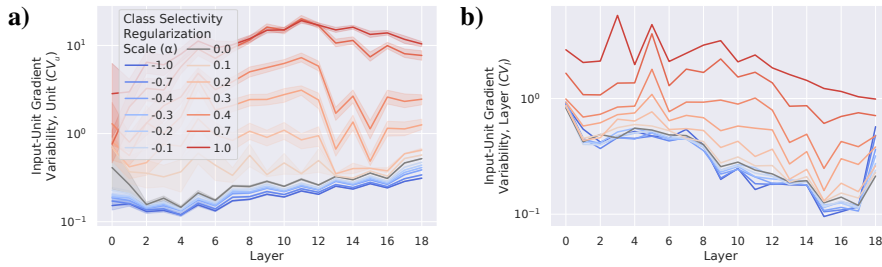 a)
Input-Unit Gradient
Variability, Unit (CVᵤ)
10¹
10⁰
10⁻¹
Class Selectivity
Regularization
Scale (α)
-1.0
-0.7
-0.4
-0.3
-0.2
-0.1
0.0
0.1
0.2
0.3
0.4
0.7
1.0
0 2 4 6 8 10 12 14 16 18
Layer
b)
Input-Unit Gradient
Variability, Layer (CVₗ)
10⁰
10⁻¹
0 2 4 6 8 10 12 14 16 18
Layer